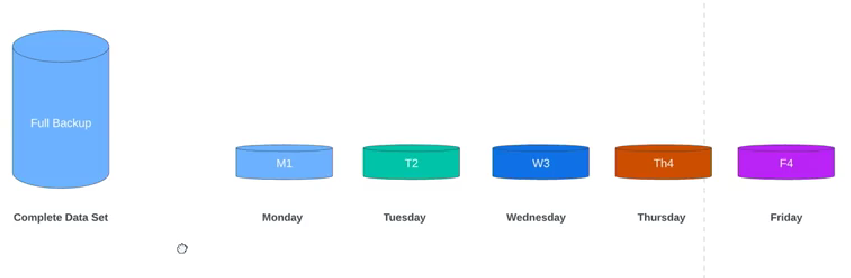 Full Backup
M1
T2
W3
Th4
F4
Complete Data Set
Monday
Tuesday
Wednesday
Thursday
Friday